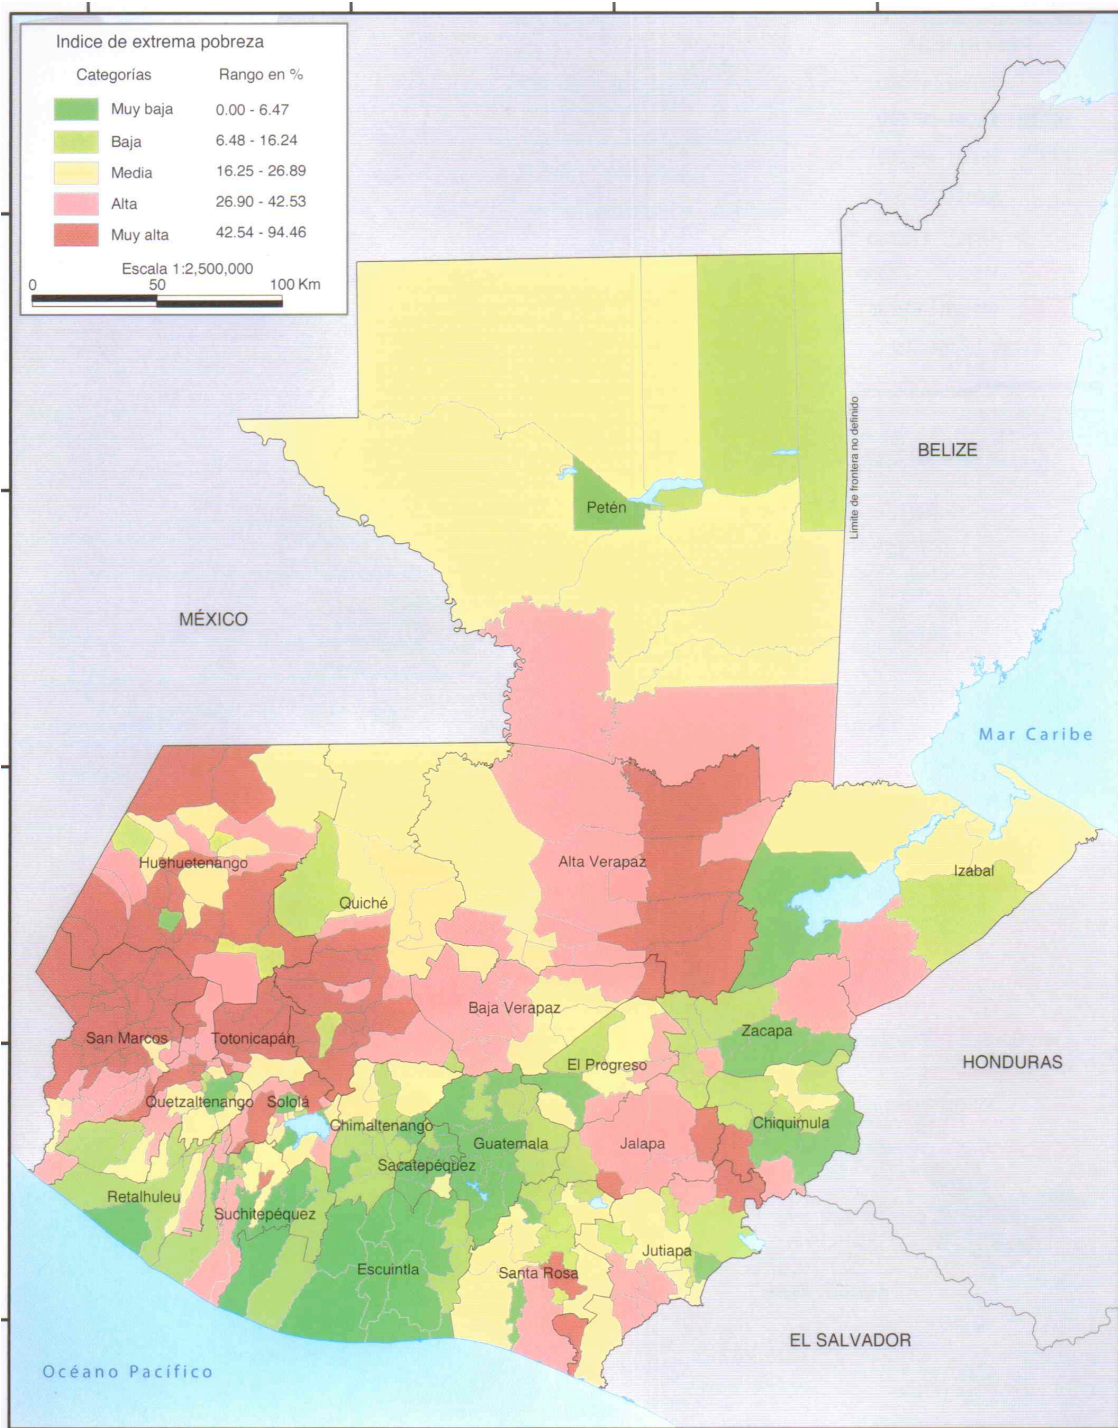 Indice de extrema pobreza
Categorías Rango en %
Muy baja 0.00 - 6.47
Baja 6.48 - 16.24
Media 16.25 - 26.89
Alta 26.90 - 42.53
Muy alta 42.54 - 94.46
Escala 1:2,500,000
0 50 100 Km
Límite de frontera no definido
BELIZE
Petén
MÉXICO
Mar Caribe
Huehuetenango
Alta Verapaz
Izabal
Quiché
Baja Verapaz
Zacapa
San Marcos
Totonicapán
El Progreso
HONDURAS
Quetzaltenango
Sololá
Chimaltenango
Chiquimula
Guatemala
Jalapa
Sacatepéquez
Retalhuleu
Suchitepéquez
Jutiapa
Escuintla
Santa Rosa
EL SALVADOR
Océano Pacífico